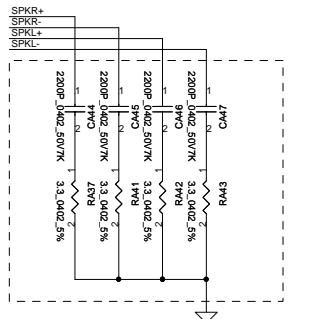 SPKR+
SPKR-
SPKL+
SPKL-
2200P_0402_50V7K
1
2
CA44
2200P_0402_50V7K
1
2
CA45
2200P_0402_50V7K
1
2
CA46
2200P_0402_50V7K
1
2
CA47
3.3_0402_5%
1
2
RA37
3.3_0402_5%
1
2
RA41
3.3_0402_5%
1
2
RA42
3.3_0402_5%
1
2
RA43